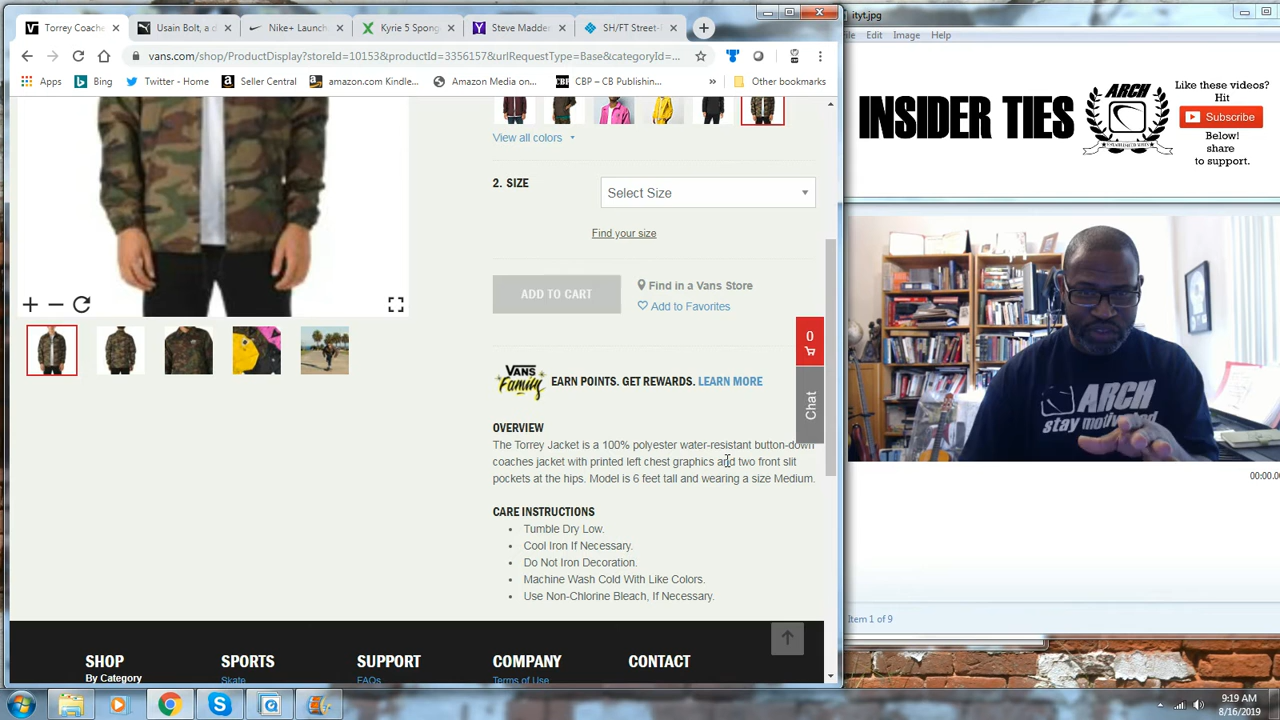 Torrey Coache
Usain Bolt, a d
Nike+ Launch
Kyrie 5 Spong
Steve Madde
SH/FT Street-
vans.com/shop/ProductDisplay?storeId=10153&productId=3356157&urlRequestType=Base&categoryId=...
Apps
Bing
Twitter - Home
Seller Central
amazon.com Kindle...
Amazon Media on...
CBP
CBP – CB Publishin...
»
Other bookmarks
View all colors
2. SIZE
Select Size
Find your size
ADD TO CART
Find in a Vans Store
Add to Favorites
0
Chat
VANS
Family
EARN POINTS. GET REWARDS. LEARN MORE
OVERVIEW
The Torrey Jacket is a 100% polyester water-resistant button-down
coaches jacket with printed left chest graphics and two front slit
pockets at the hips. Model is 6 feet tall and wearing a size Medium.
CARE INSTRUCTIONS
• Tumble Dry Low.
• Cool Iron If Necessary.
• Do Not Iron Decoration.
• Machine Wash Cold With Like Colors.
• Use Non-Chlorine Bleach, If Necessary.
SHOP
By Category
SPORTS
Skate
SUPPORT
FAQs
COMPANY
Terms of Use
CONTACT
ityt.jpg
Edit
Image
Help
INSIDER TIES
ARCH
Like these videos?
Hit
Subscribe
Below!
share
to support.
ARCH
stay motivated
00:00.
Item 1 of 9
9:19 AM
8/16/2019